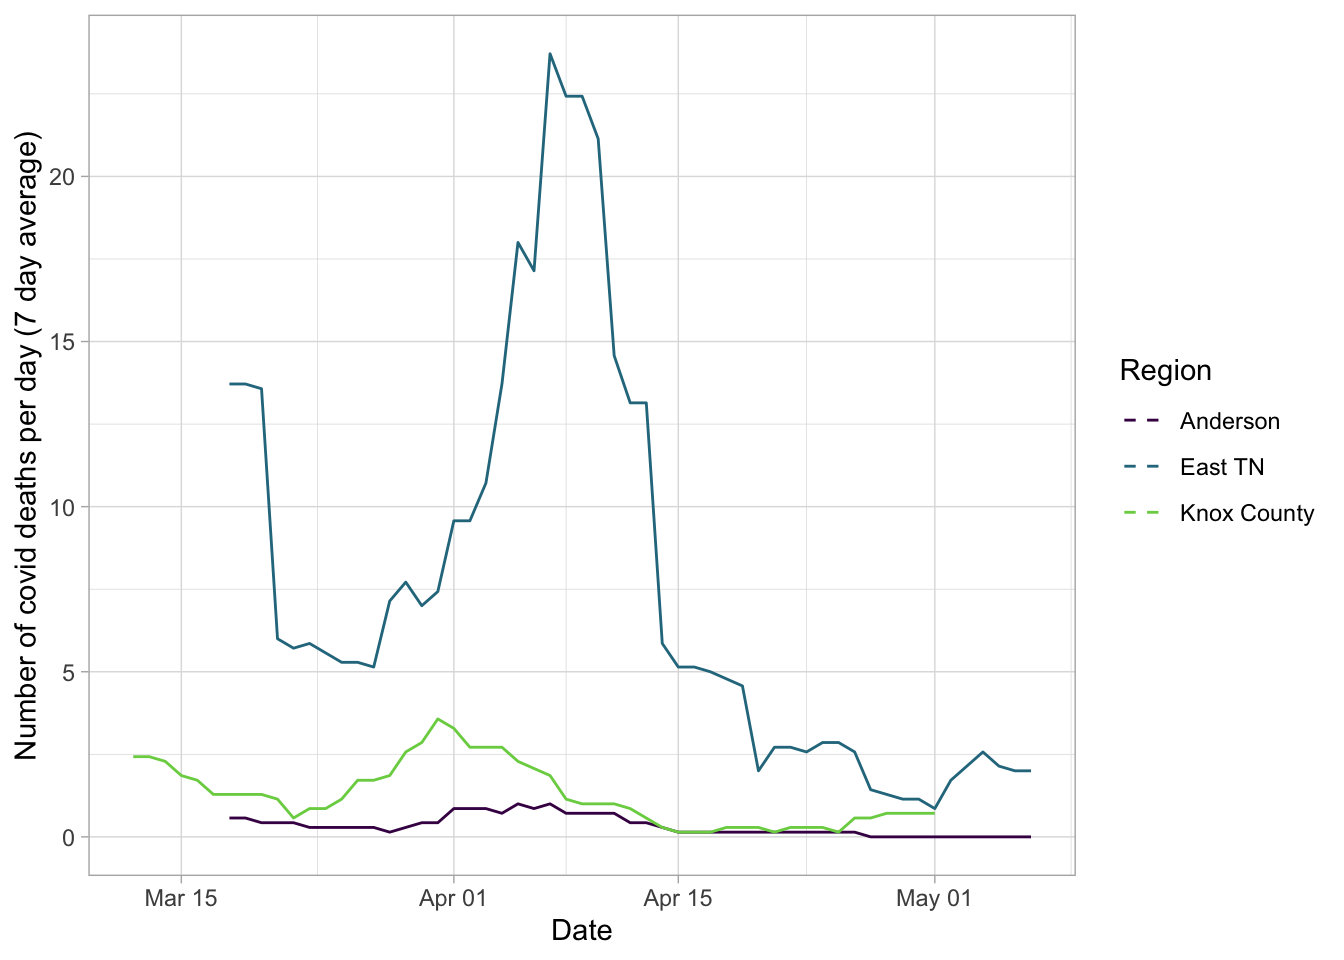 Number of covid deaths per day (7 day average)
20
15
10
5
0
Mar 15
Apr 01
Apr 15
May 01
Date
Region
Anderson
East TN
Knox County